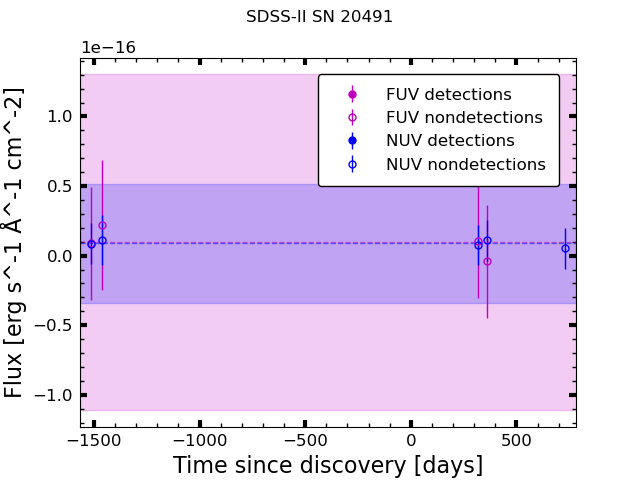 SDSS-II SN 20491
1e−16
FUV detections
FUV nondetections
NUV detections
NUV nondetections
1.0
0.5
0.0
−0.5
−1.0
Flux [erg s^-1 Å^-1 cm^-2]
−1500 −1000 −500 0 500
Time since discovery [days]